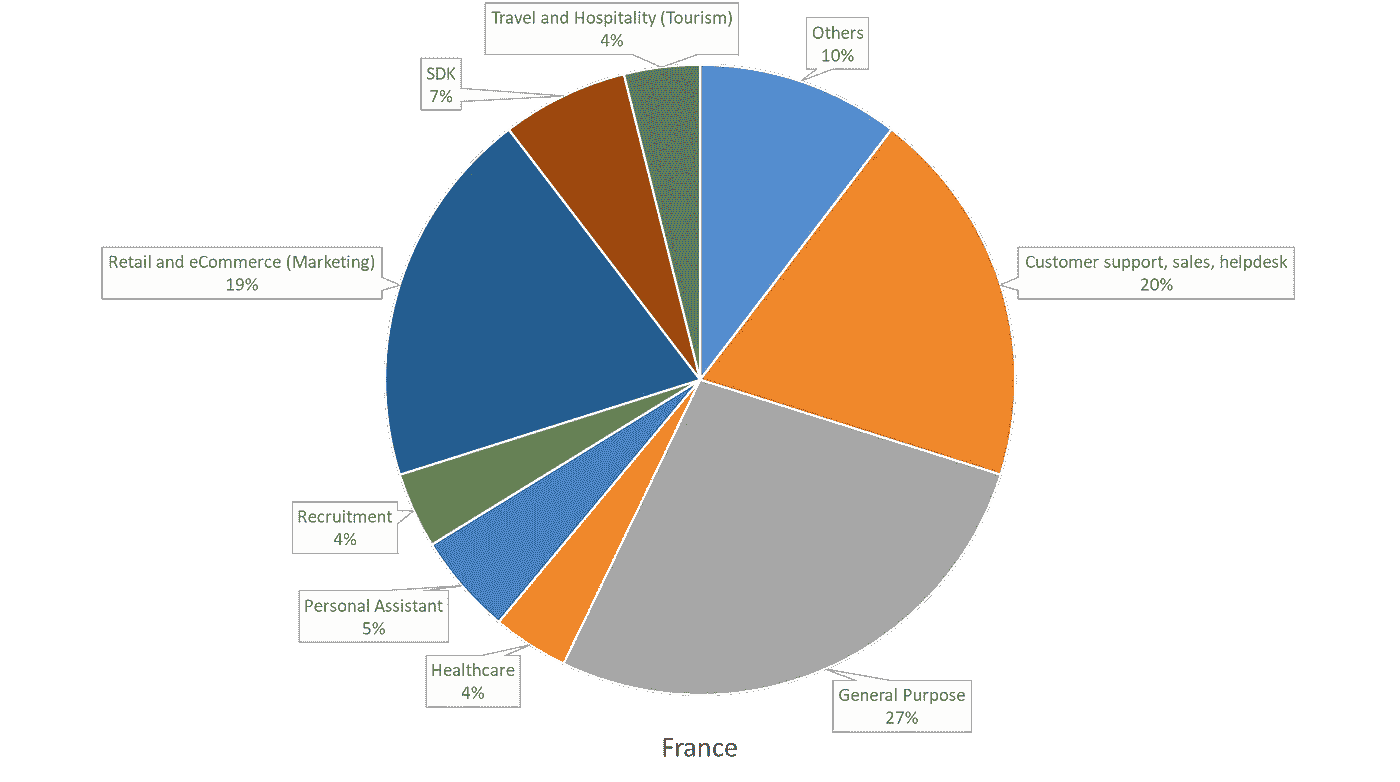 Travel and Hospitality (Tourism)
4%
Others
10%
SDK
7%
Retail and eCommerce (Marketing)
19%
Customer support, sales, helpdesk
20%
Recruitment
4%
Personal Assistant
5%
Healthcare
4%
General Purpose
27%
France